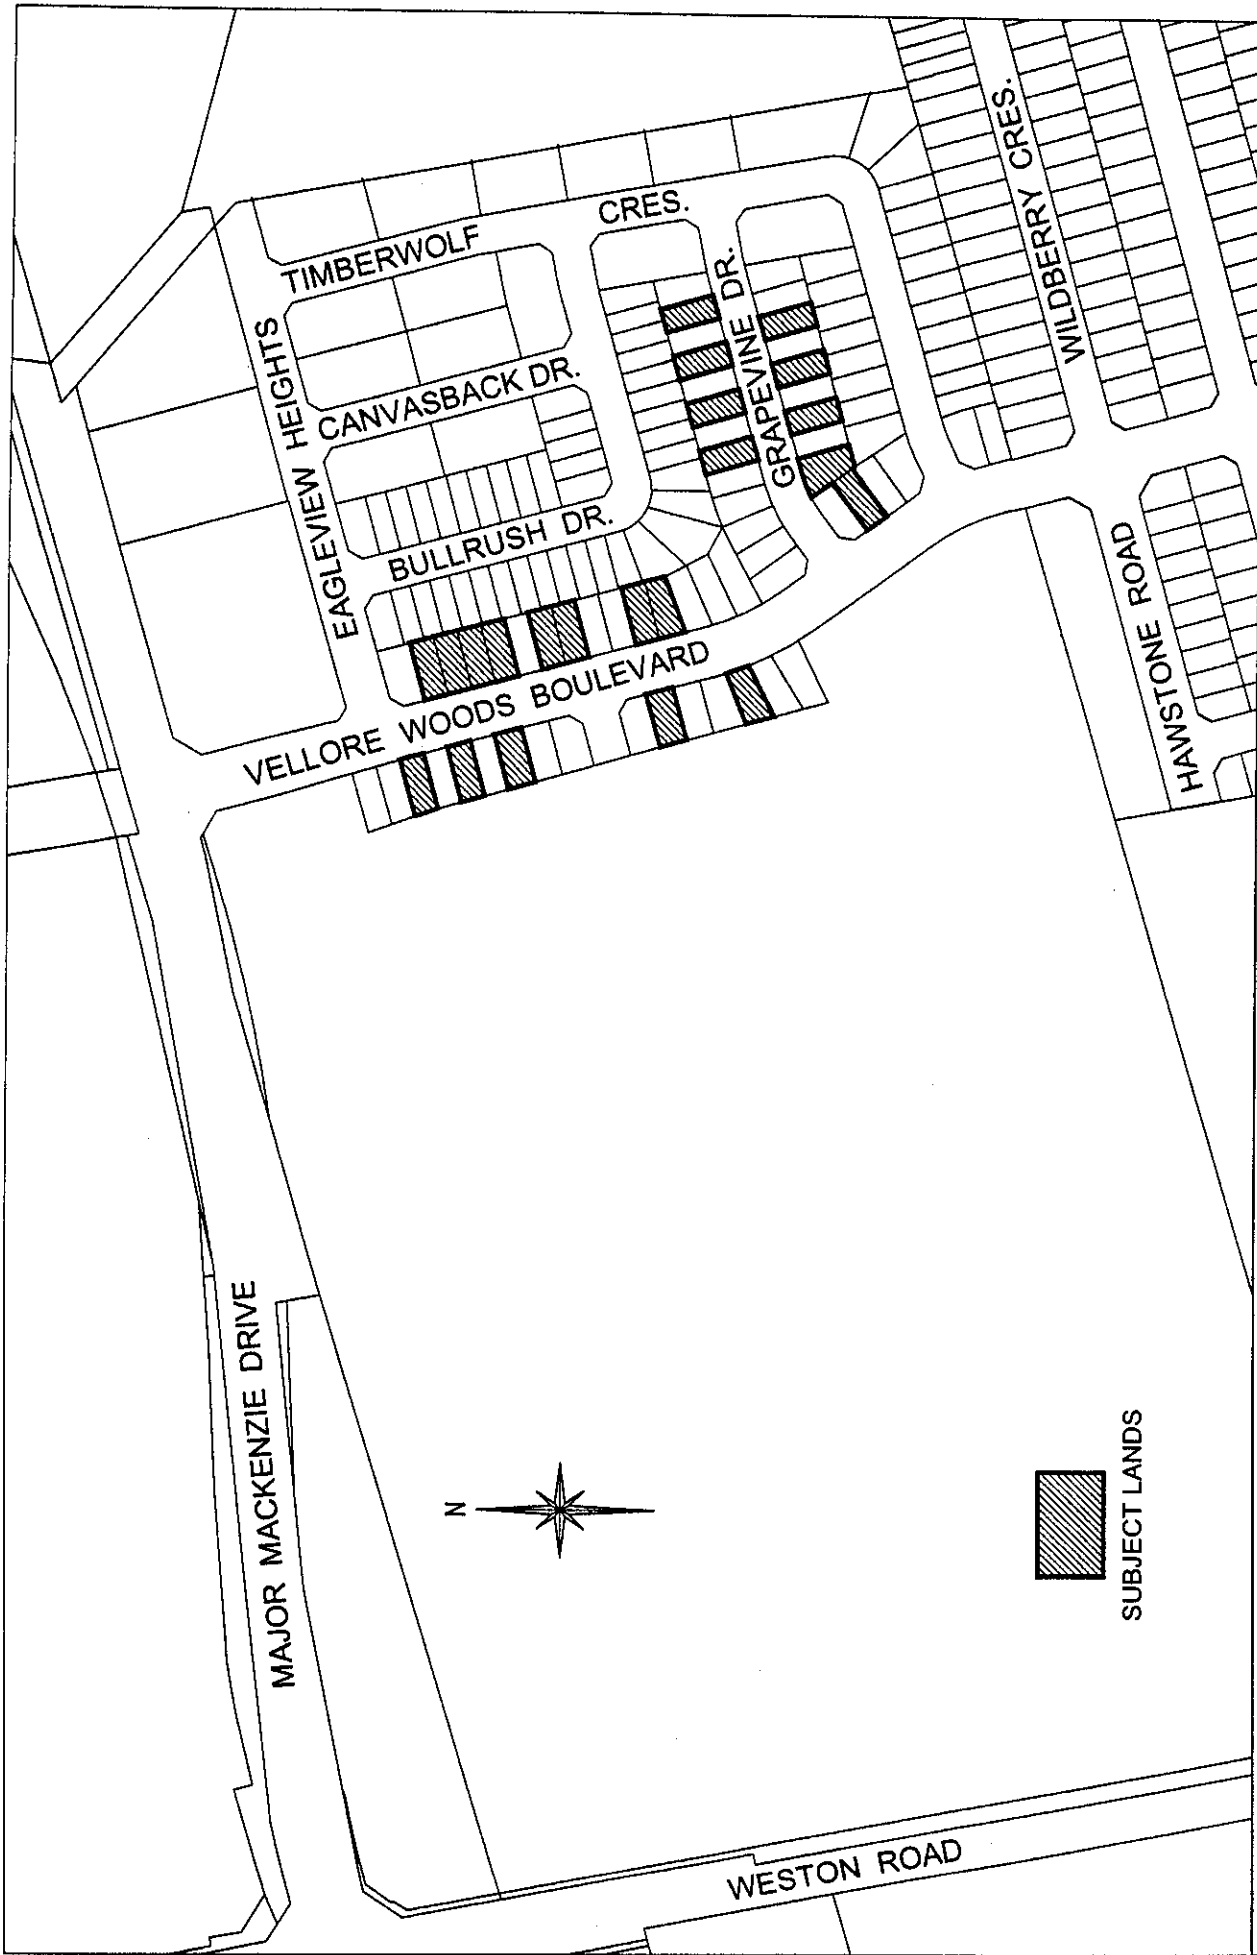 TIMBERWOLF
CRES.
EAGLEVIEW HEIGHTS
CANVASBACK DR.
BULLRUSH DR.
GRAPEVINE DR.
WILDBERRY CRES.
VELLORE WOODS BOULEVARD
HAWSTONE ROAD
MAJOR MACKENZIE DRIVE
N
WESTON ROAD
SUBJECT LANDS